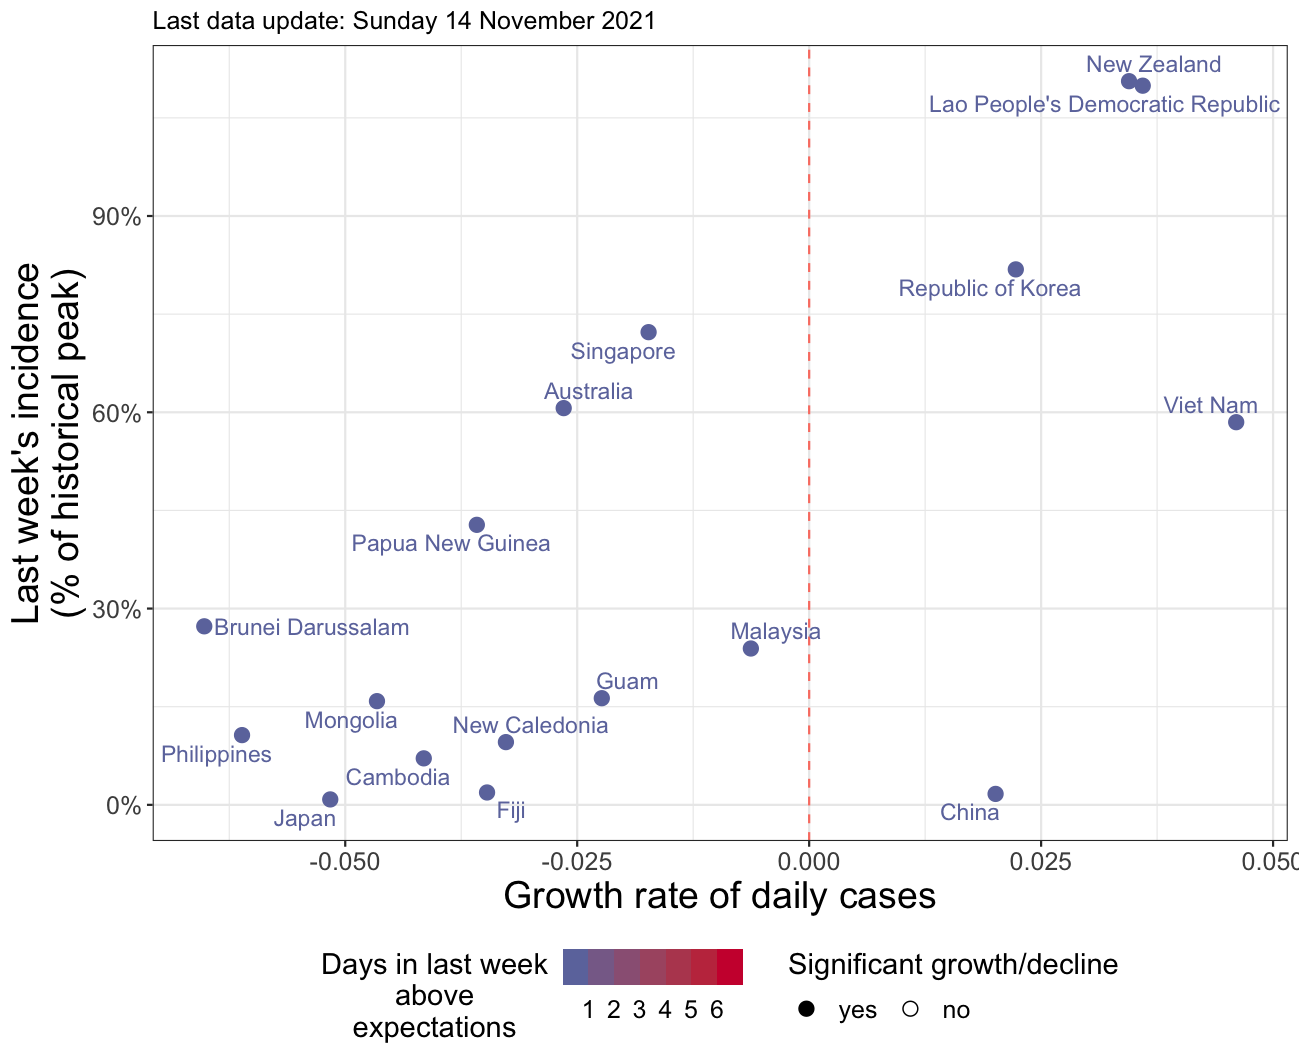 Last data update: Sunday 14 November 2021
New Zealand
Lao People's Democratic Republic
90%
Republic of Korea
Singapore
Australia
60%
Viet Nam
Last week's incidence
(% of historical peak)
Papua New Guinea
30%
Brunei Darussalam
Malaysia
Guam
Mongolia
New Caledonia
Philippines
Cambodia
0%
Japan
Fiji
China
-0.050 -0.025 0.000 0.025 0.050
Growth rate of daily cases
Days in last week
above
expectations
1 2 3 4 5 6
Significant growth/decline
yes no